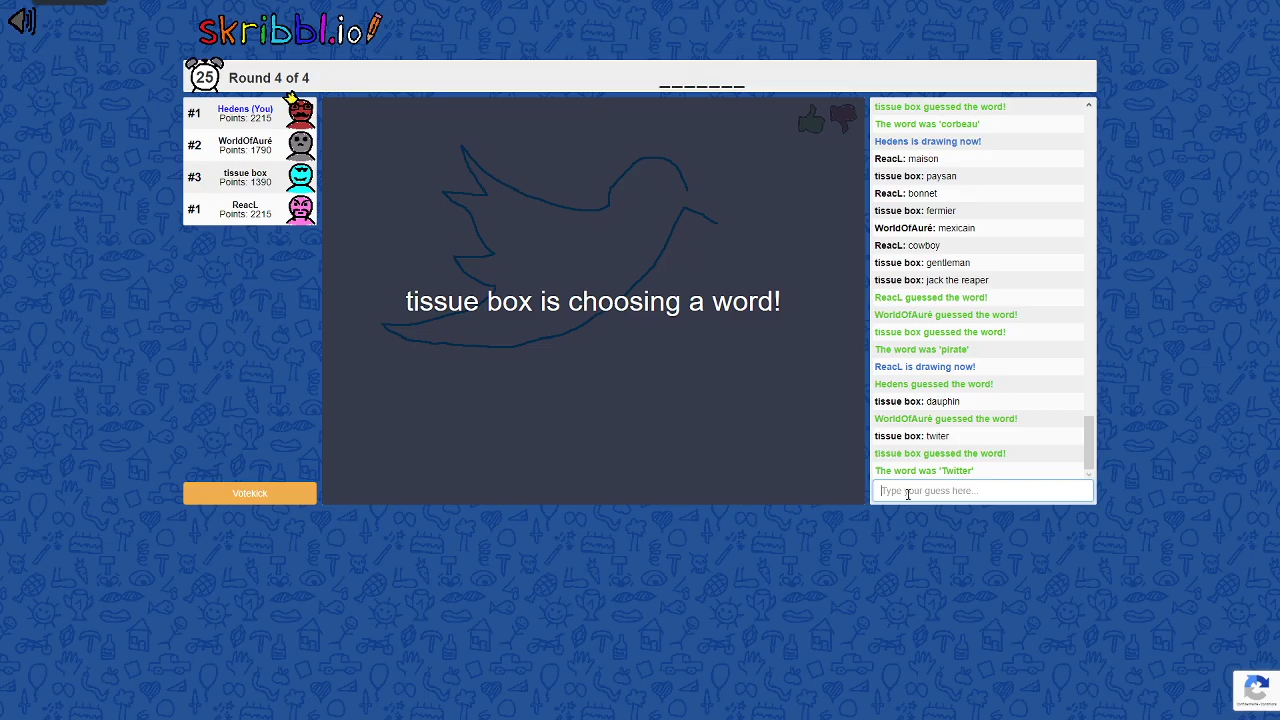 skribbl.io
25
Round 4 of 4
_______
#1
Hedens (You)
Points: 2215
#2
WorldOfAuré
Points: 1790
#3
tissue box
Points: 1390
#1
ReacL
Points: 2215
Votekick
tissue box is choosing a word!
tissue box guessed the word!
The word was 'corbeau'
Hedens is drawing now!
ReacL: maison
tissue box: paysan
ReacL: bonnet
tissue box: fermier
WorldOfAuré: mexicain
ReacL: cowboy
tissue box: gentleman
tissue box: jack the reaper
ReacL guessed the word!
WorldOfAuré guessed the word!
tissue box guessed the word!
The word was 'pirate'
ReacL is drawing now!
Hedens guessed the word!
tissue box: dauphin
WorldOfAuré guessed the word!
tissue box: twiter
tissue box guessed the word!
The word was 'Twitter'
Type your guess here...